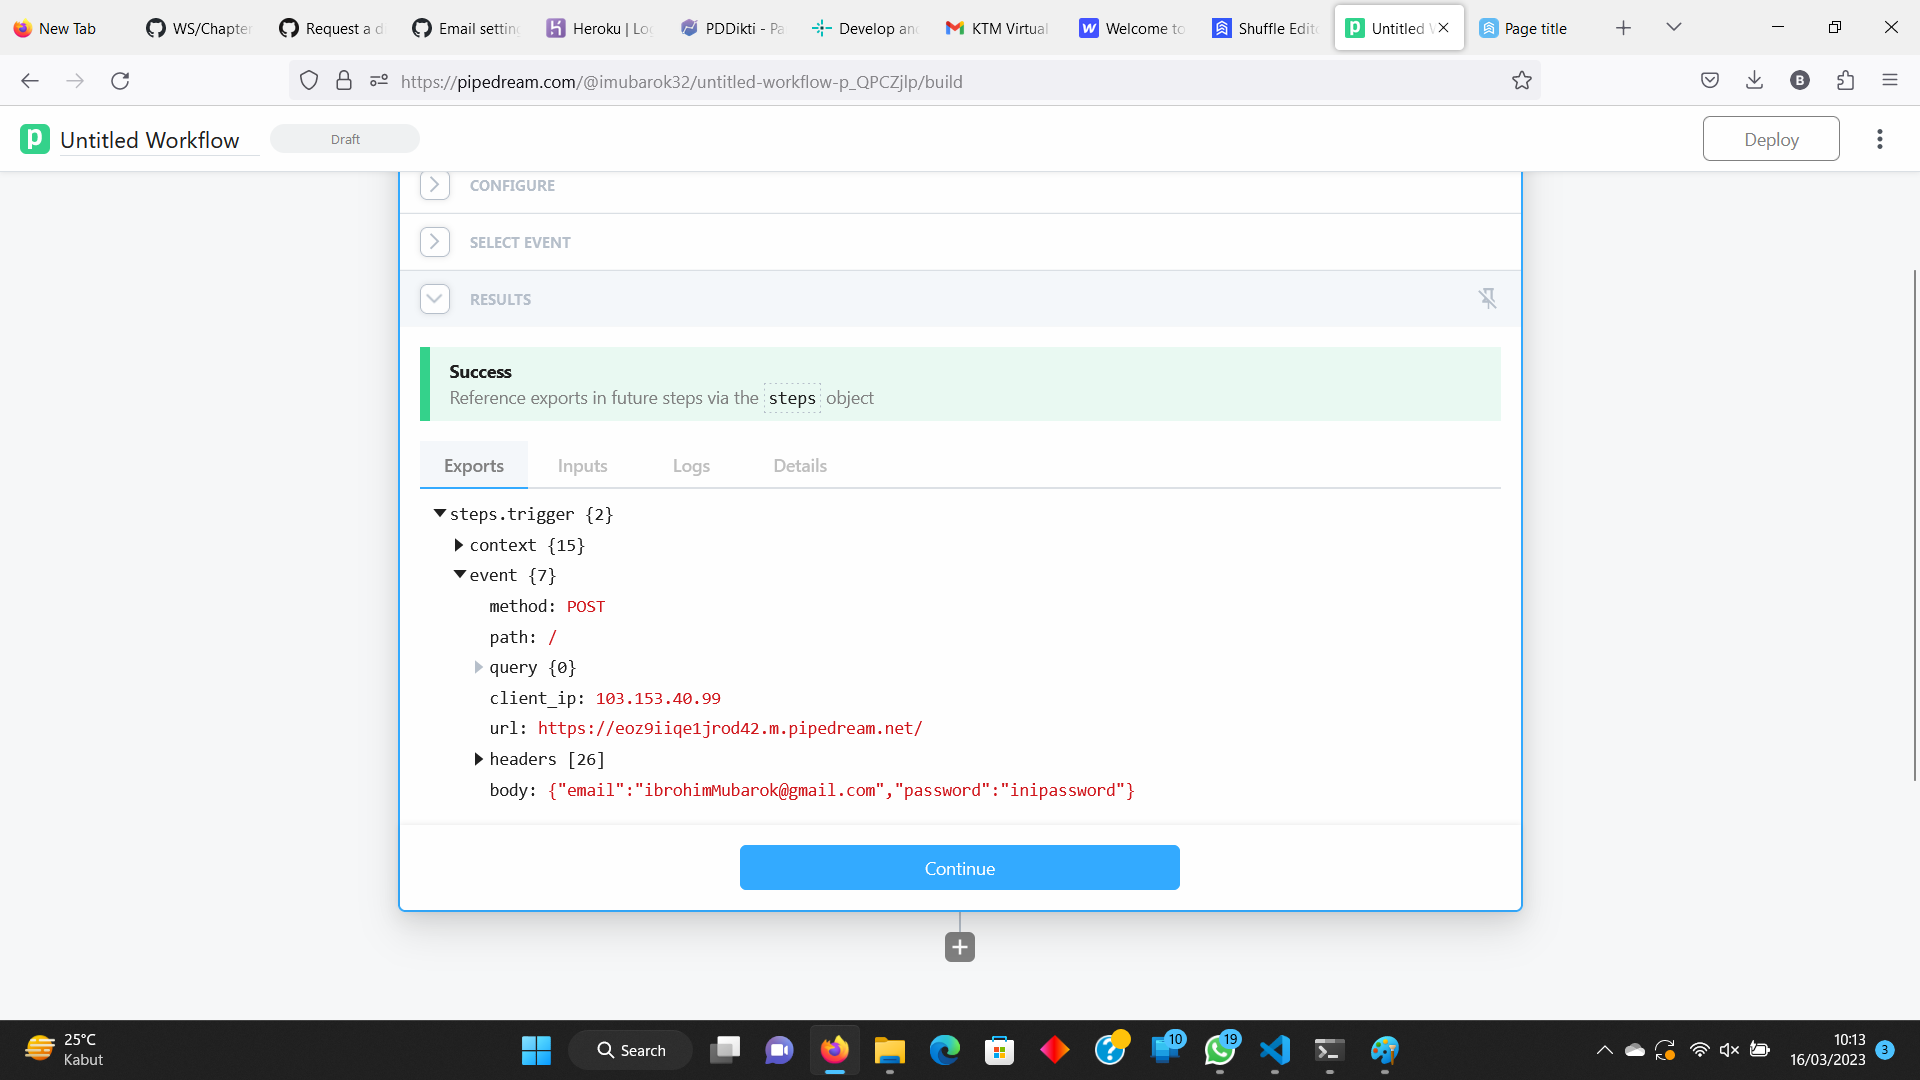 New Tab
WS/Chapter
Request a d
Email setting
Heroku | Log
PDDikti - Pa
Develop an
KTM Virtual
Welcome to
Shuffle Edit
Untitled W
Page title
https://pipedream.com/@imubarok32/untitled-workflow-p_QPCZjlp/build
B
p
Untitled Workflow
Draft
Deploy
CONFIGURE
SELECT EVENT
RESULTS
Success
Reference exports in future steps via the steps object
Exports
Inputs
Logs
Details
steps.trigger {2}
context {15}
event {7}
method: POST
path: /
query {0}
client_ip: 103.153.40.99
url: https://eoz9iiqe1jrod42.m.pipedream.net/
headers [26]
body: {"email":"ibrohimMubarok@gmail.com","password":"inipassword"}
Continue
25°C
Kabut
Search
10
19
10:13
16/03/2023
3